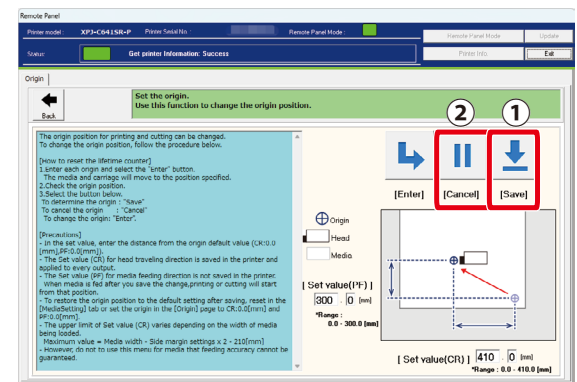 Remote Panel
Printer model : XPJ-C641SR-P Printer Serial No. : Remote Panel Mode :
Remote Panel Mode Update
Status: Get printer Information: Success
Printer Info. Exit
Origin
Back
Set the origin.
Use this function to change the origin position.
② ①
The origin position for printing and cutting can be changed.
To change the origin position, follow the procedure below.
[How to reset the lifetime counter]
1.Enter each origin and select the "Enter" button.
The media and carriage will move to the position specified.
2.Check the origin position.
3.Select the button below.
To determine the origin : "Save"
To cancel the origin : "Cancel"
To change the origin: "Enter".
[Precautions]
- In the set value, enter the distance from the origin default value (CR:0.0
[mm],PF:0.0[mm]).
- The Set Value (CR) for head traveling direction is saved in the printer and
applied to every output.
- The Set Value (PF) for media feeding direction is not saved in the printer.
When media is fed after you save the change,printing or cutting will start
from that position.
- To restore the origin position to the default setting after saving, reset in the
[MediaSetting] tab or set the origin in the [Origin] page to CR:0.0[mm] and
PF:0.0[mm].
- The upper limit of Set value (CR) varies depending on the width of media
being loaded.
Maximum value = Media width - Side margin settings x 2 - 210[mm]
- However, do not use this menu for media that feeding accuracy cannot be
guaranteed.
[Enter] [Cancel] [Save]
Origin
Head
Media
[ Set value(PF) ]
300 . 0 [mm]
*Range :
0.0 - 300.0 [mm]
[ Set value(CR) ] 410 . 0 [mm]
*Range : 0.0 - 410.0 [mm]